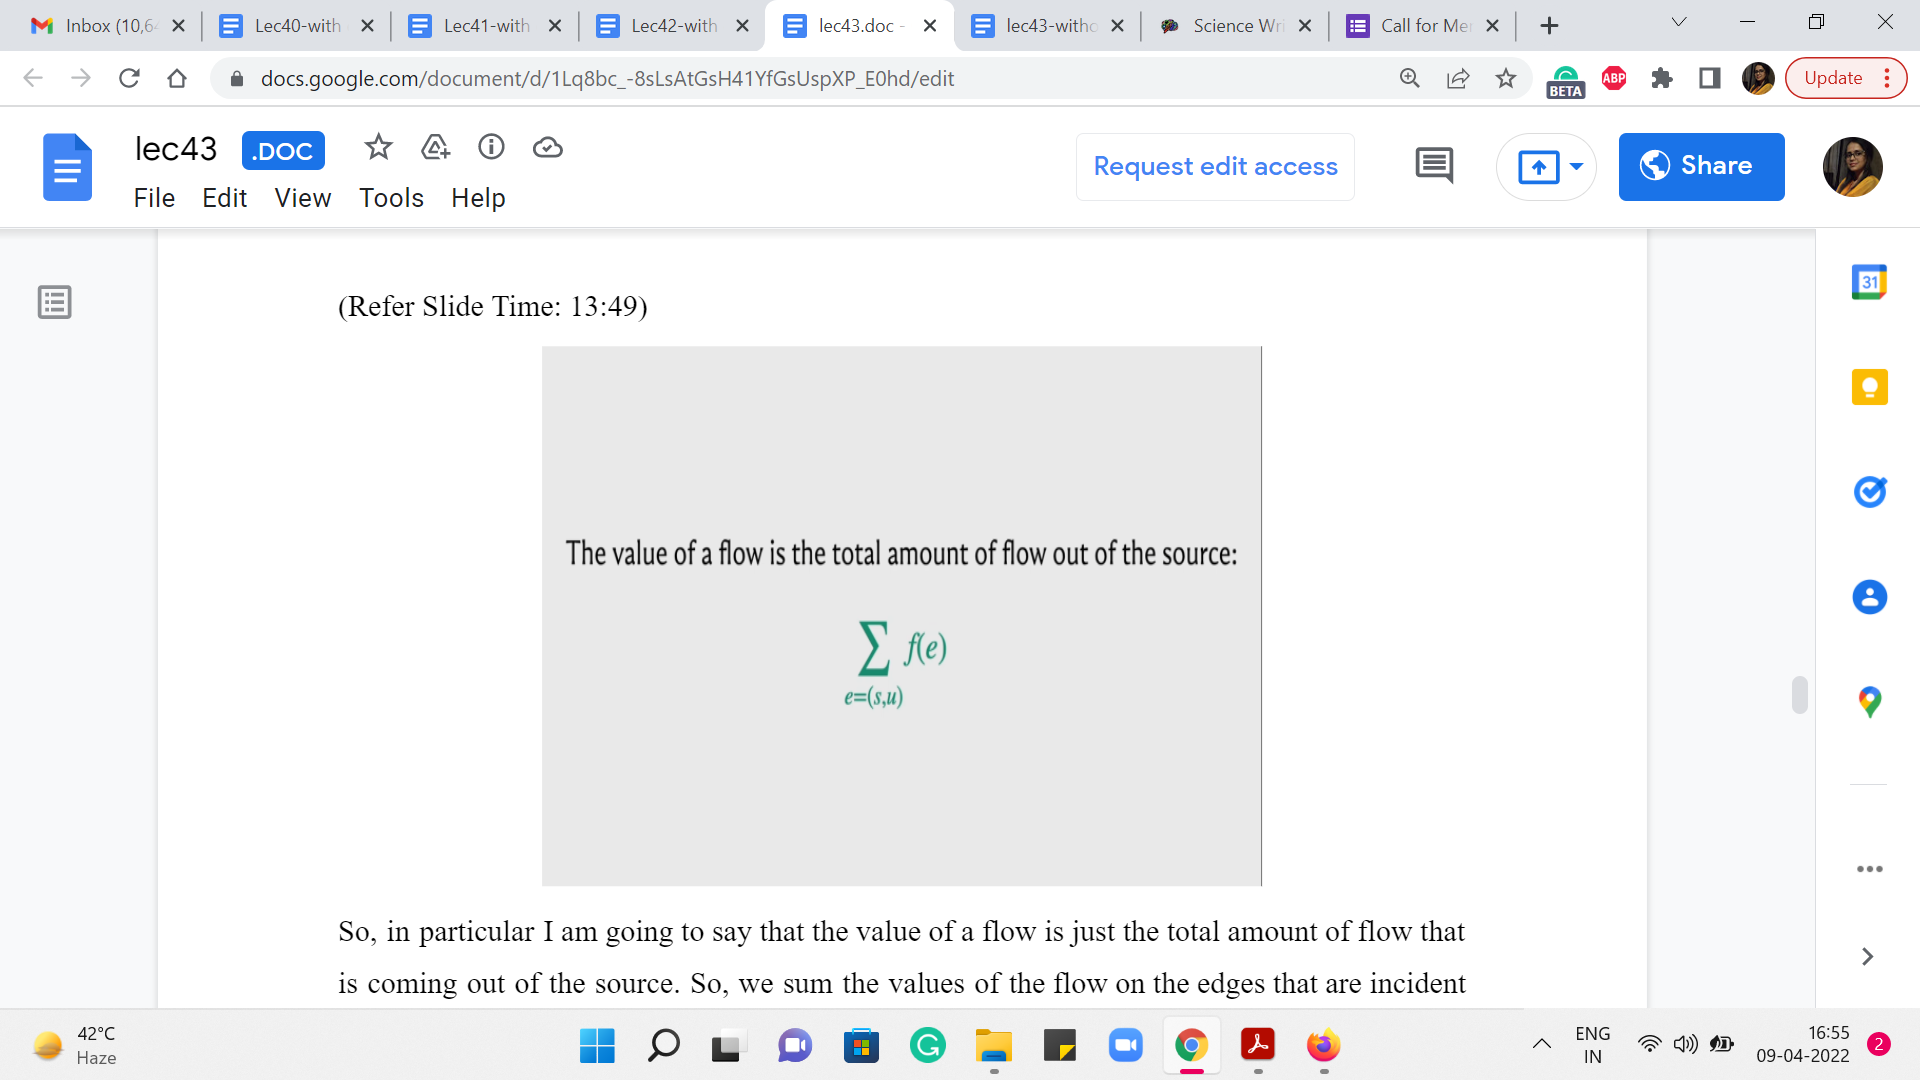 Inbox (10,6
Lec40-with
Lec41-with
Lec42-with
lec43.doc -
lec43-witho
Science Wri
Call for Me
docs.google.com/document/d/1Lq8bc_-8sLsAtGsH41YfGsUspXP_E0hd/edit
BETA
ABP
Update
lec43
.DOC
File Edit View Tools Help
Request edit access
Share
31
(Refer Slide Time: 13:49)
The value of a flow is the total amount of flow out of the source:
∑ f(e)
e=(s,u)
So, in particular I am going to say that the value of a flow is just the total amount of flow that
is coming out of the source. So, we sum the values of the flow on the edges that are incident
42°C
Haze
ENG
IN
16:55
09-04-2022
2